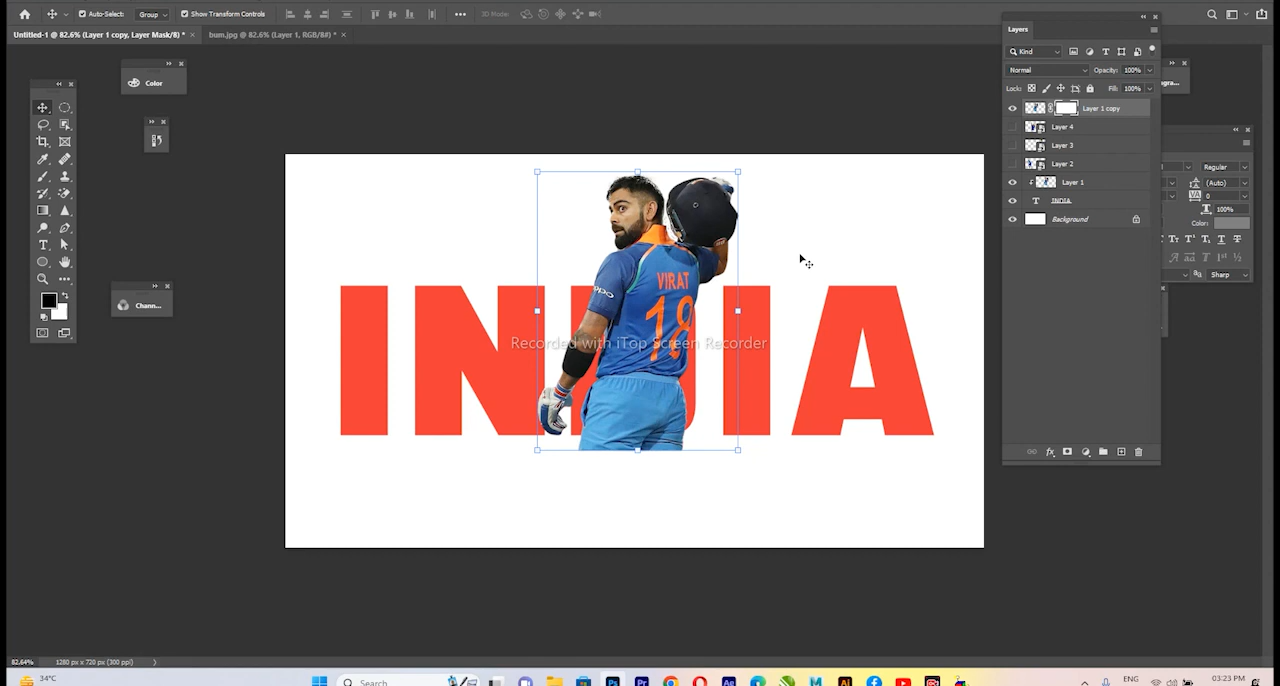 Auto-Select:
Group
Show Transform Controls
3D Mode:
Untitled-1 @ 82.6% (Layer 1 copy, Layer Mask/8) *
bum.jpg @ 82.6% (Layer 1, RGB/8#) *
Layers
Color
Kind
Normal
Opacity:
100%
Lock:
Fill:
100%
Layer 1 copy
Layer 4
Layer 3
Layer 2
Layer 1
INDIA
Background
Regular
(Auto)
0
100%
Color:
Sharp
Chann...
INDIA
VIRAT
18
oppo
Recorded with iTop Screen Recorder
82.64%
1280 px x 720 px (300 ppi)
34°C
Search
ENG
03:23 PM